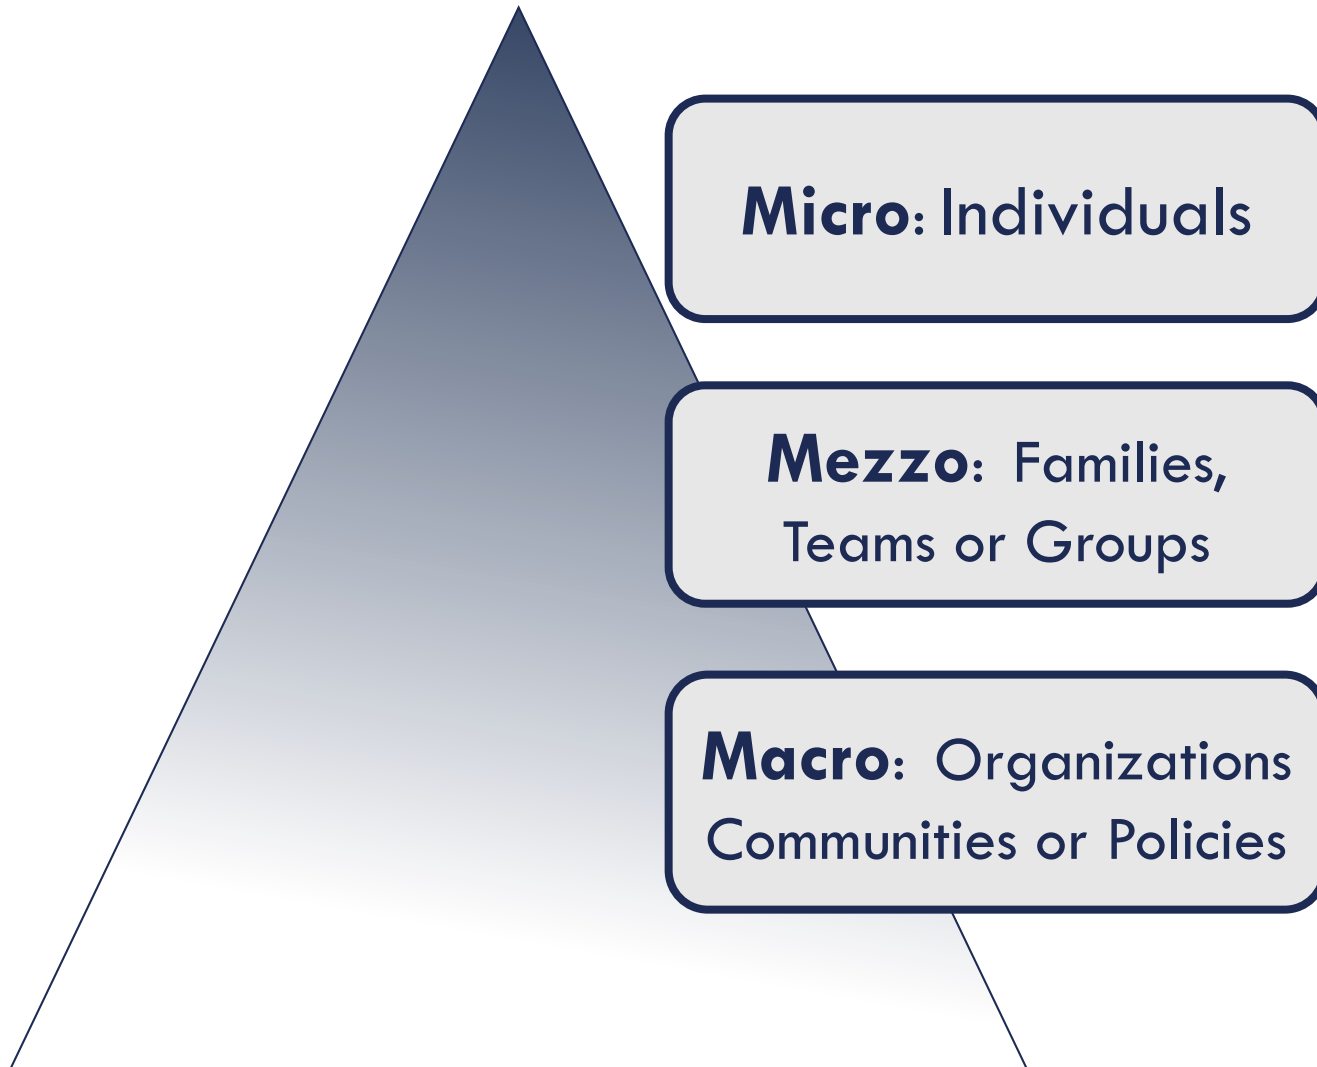 Micro: Individuals
Mezzo: Families,
Teams or Groups
Macro: Organizations
Communities or Policies